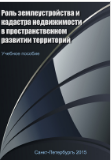 Роль землеустройства и
кадастра недвижимости
в пространственном
развитии территорий
Учебное пособие
Санкт-Петербург 2015